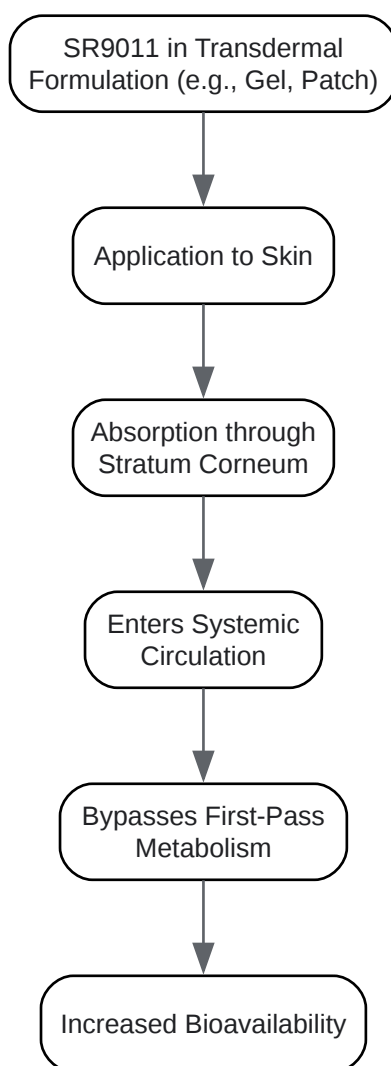 SR9011 in Transdermal
Formulation (e.g., Gel, Patch)
Application to Skin
Absorption through
Stratum Corneum
Enters Systemic
Circulation
Bypasses First-Pass
Metabolism
Increased Bioavailability